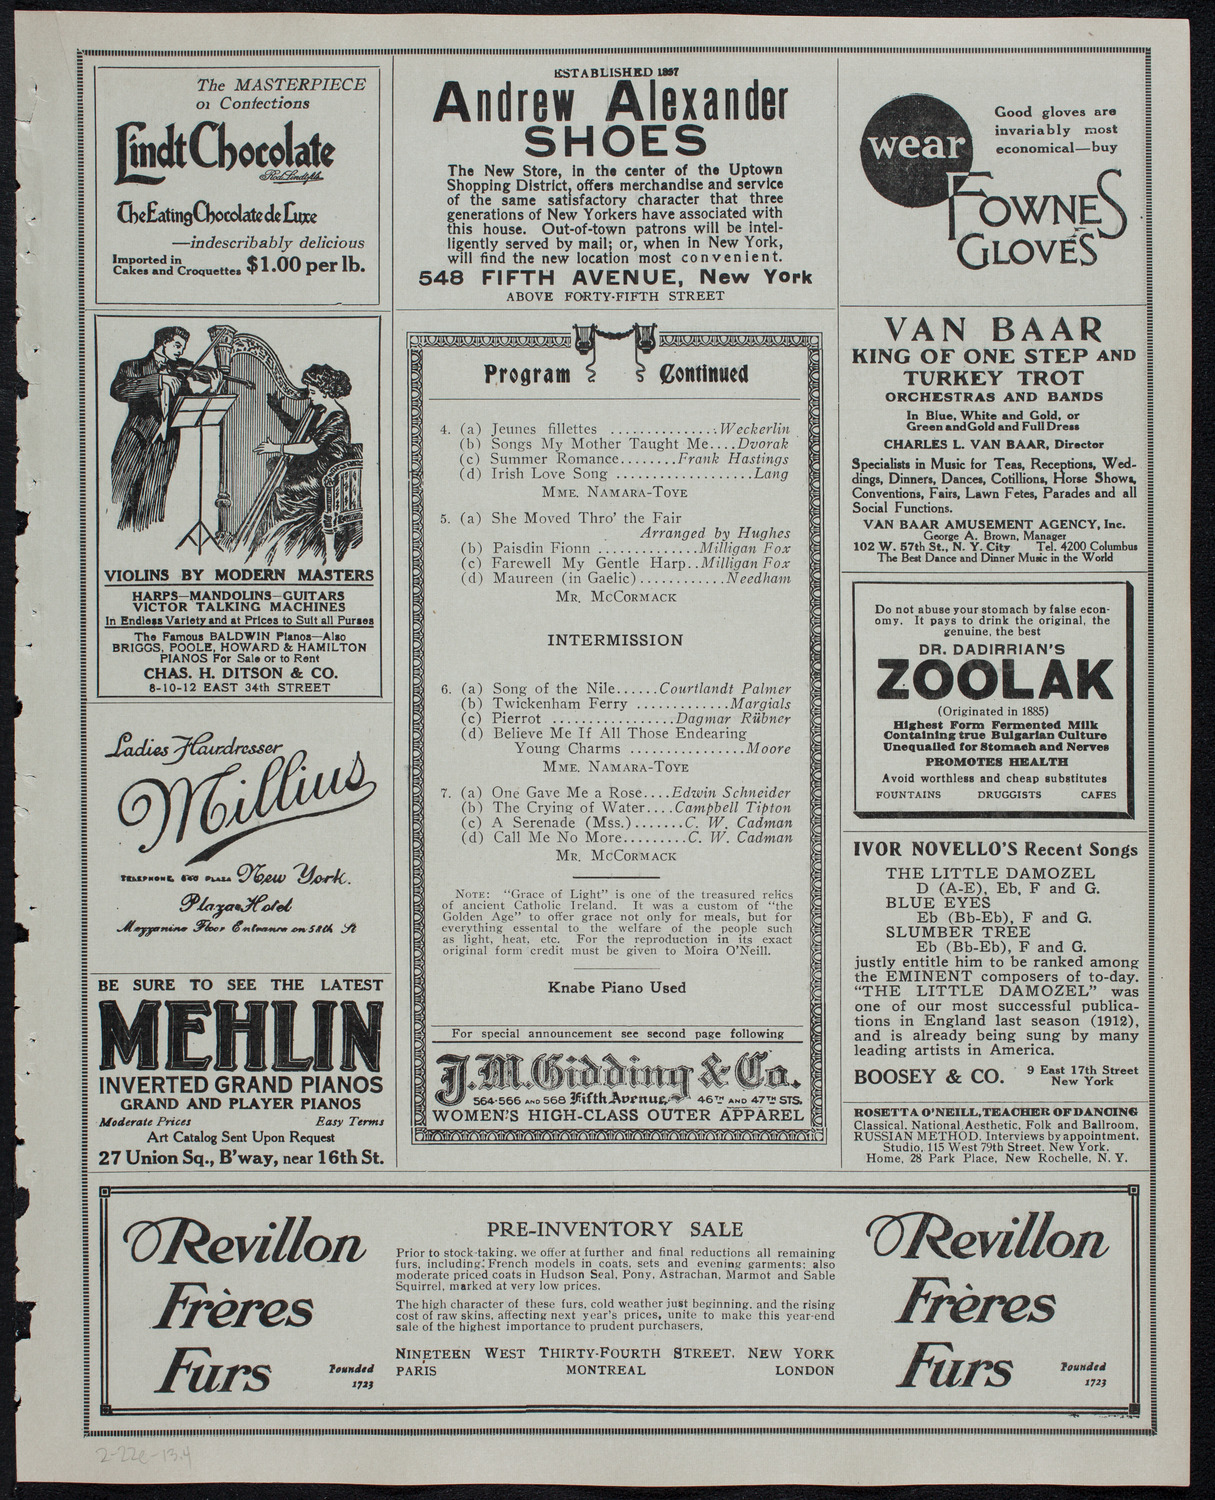 The MASTERPIECE
of Confections
Lindt Chocolate
Rod. Lindt fils
The Eating Chocolate de Luxe
—indescribably delicious
Imported in
Cakes and Croquettes $1.00 per lb.
VIOLINS BY MODERN MASTERS
HARPS—MANDOLINS—GUITARS
VICTOR TALKING MACHINES
In Endless Variety and at Prices to Suit all Purses
The Famous BALDWIN Pianos—Also
BRIGGS, POOLE, HOWARD & HAMILTON
PIANOS For Sale or to Rent
CHAS. H. DITSON & CO.
8-10-12 EAST 34th STREET
Ladies Hairdresser
Millius
TELEPHONE, 640 PLAZA New York.
Plaza Hotel
Mezzanine Floor Entrance on 58th St
BE SURE TO SEE THE LATEST
MEHLIN
INVERTED GRAND PIANOS
GRAND AND PLAYER PIANOS
Moderate Prices Easy Terms
Art Catalog Sent Upon Request
27 Union Sq., B'way, near 16th St.
ESTABLISHED 1857
Andrew Alexander
SHOES
The New Store, in the center of the Uptown
Shopping District, offers merchandise and service
of the same satisfactory character that three
generations of New Yorkers have associated with
this house. Out-of-town patrons will be intel-
ligently served by mail; or, when in New York,
will find the new location most convenient.
548 FIFTH AVENUE, New York
ABOVE FORTY-FIFTH STREET
Program Continued
4. (a) Jeunes fillettes ..............Weckerlin
(b) Songs My Mother Taught Me....Dvorak
(c) Summer Romance........Frank Hastings
(d) Irish Love Song ...................Lang
MME. NAMARA-TOYE
5. (a) She Moved Thro' the Fair
Arranged by Hughes
(b) Paisdin Fionn .............Milligan Fox
(c) Farewell My Gentle Harp..Milligan Fox
(d) Maureen (in Gaelic)............Needham
MR. MCCORMACK
INTERMISSION
6. (a) Song of the Nile......Courtlandt Palmer
(b) Twickenham Ferry ............Margials
(c) Pierrot ................Dagmar Rübner
(d) Believe Me If All Those Endearing
Young Charms ................Moore
MME. NAMARA-TOYE
7. (a) One Gave Me a Rose....Edwin Schneider
(b) The Crying of Water....Campbell Tipton
(c) A Serenade (Mss.).......C. W. Cadman
(d) Call Me No More.........C. W. Cadman
MR. MCCORMACK
NOTE: "Grace of Light" is one of the treasured relics
of ancient Catholic Ireland. It was a custom of "the
Golden Age" to offer grace not only for meals, but for
everything essental to the welfare of the people such
as light, heat, etc. For the reproduction in its exact
original form credit must be given to Moira O'Neill.
Knabe Piano Used
For special announcement see second page following
J. M. Gidding & Co.
564-566 AND 568 Fifth Avenue, 46TH AND 47TH STS.
WOMEN'S HIGH-CLASS OUTER APPAREL
wear
Good gloves are
invariably most
economical—buy
FOWNES
GLOVES
VAN BAAR
KING OF ONE STEP AND
TURKEY TROT
ORCHESTRAS AND BANDS
In Blue, White and Gold, or
Green and Gold and Full Dress
CHARLES L. VAN BAAR, Director
Specialists in Music for Teas, Receptions, Wed-
dings, Dinners, Dances, Cotillions, Horse Shows,
Conventions, Fairs, Lawn Fetes, Parades and all
Social Functions.
VAN BAAR AMUSEMENT AGENCY, Inc.
George A. Brown, Manager
102 W. 57th St., N. Y. City Tel. 4200 Columbus
The Best Dance and Dinner Music in the World
Do not abuse your stomach by false econ-
omy. It pays to drink the original, the
genuine, the best
DR. DADIRRIAN'S
ZOOLAK
(Originated in 1885)
Highest Form Fermented Milk
Containing true Bulgarian Culture
Unequalled for Stomach and Nerves
PROMOTES HEALTH
Avoid worthless and cheap substitutes
FOUNTAINS DRUGGISTS CAFES
IVOR NOVELLO'S Recent Songs
THE LITTLE DAMOZEL
D (A-E), Eb, F and G.
BLUE EYES
Eb (Bb-Eb), F and G.
SLUMBER TREE
Eb (Bb-Eb), F and G.
justly entitle him to be ranked among
the EMINENT composers of to-day.
"THE LITTLE DAMOZEL" was
one of our most successful publica-
tions in England last season (1912),
and is already being sung by many
leading artists in America.
BOOSEY & CO. 9 East 17th Street
New York
ROSETTA O'NEILL, TEACHER OF DANCING
Classical, National, Aesthetic, Folk and Ballroom,
RUSSIAN METHOD. Interviews by appointment.
Studio, 115 West 79th Street, New York.
Home, 28 Park Place, New Rochelle, N. Y.
Revillon
Frères
Furs
Founded
1723
PRE-INVENTORY SALE
Prior to stock-taking, we offer at further and final reductions all remaining
furs, including: French models in coats, sets and evening garments; also
moderate priced coats in Hudson Seal, Pony, Astrachan, Marmot and Sable
Squirrel, marked at very low prices.
The high character of these furs, cold weather just beginning, and the rising
cost of raw skins, affecting next year's prices, unite to make this year-end
sale of the highest importance to prudent purchasers.
NINETEEN WEST THIRTY-FOURTH STREET, NEW YORK
PARIS MONTREAL LONDON
Revillon
Frères
Furs
Founded
1723
2-22e-13.4